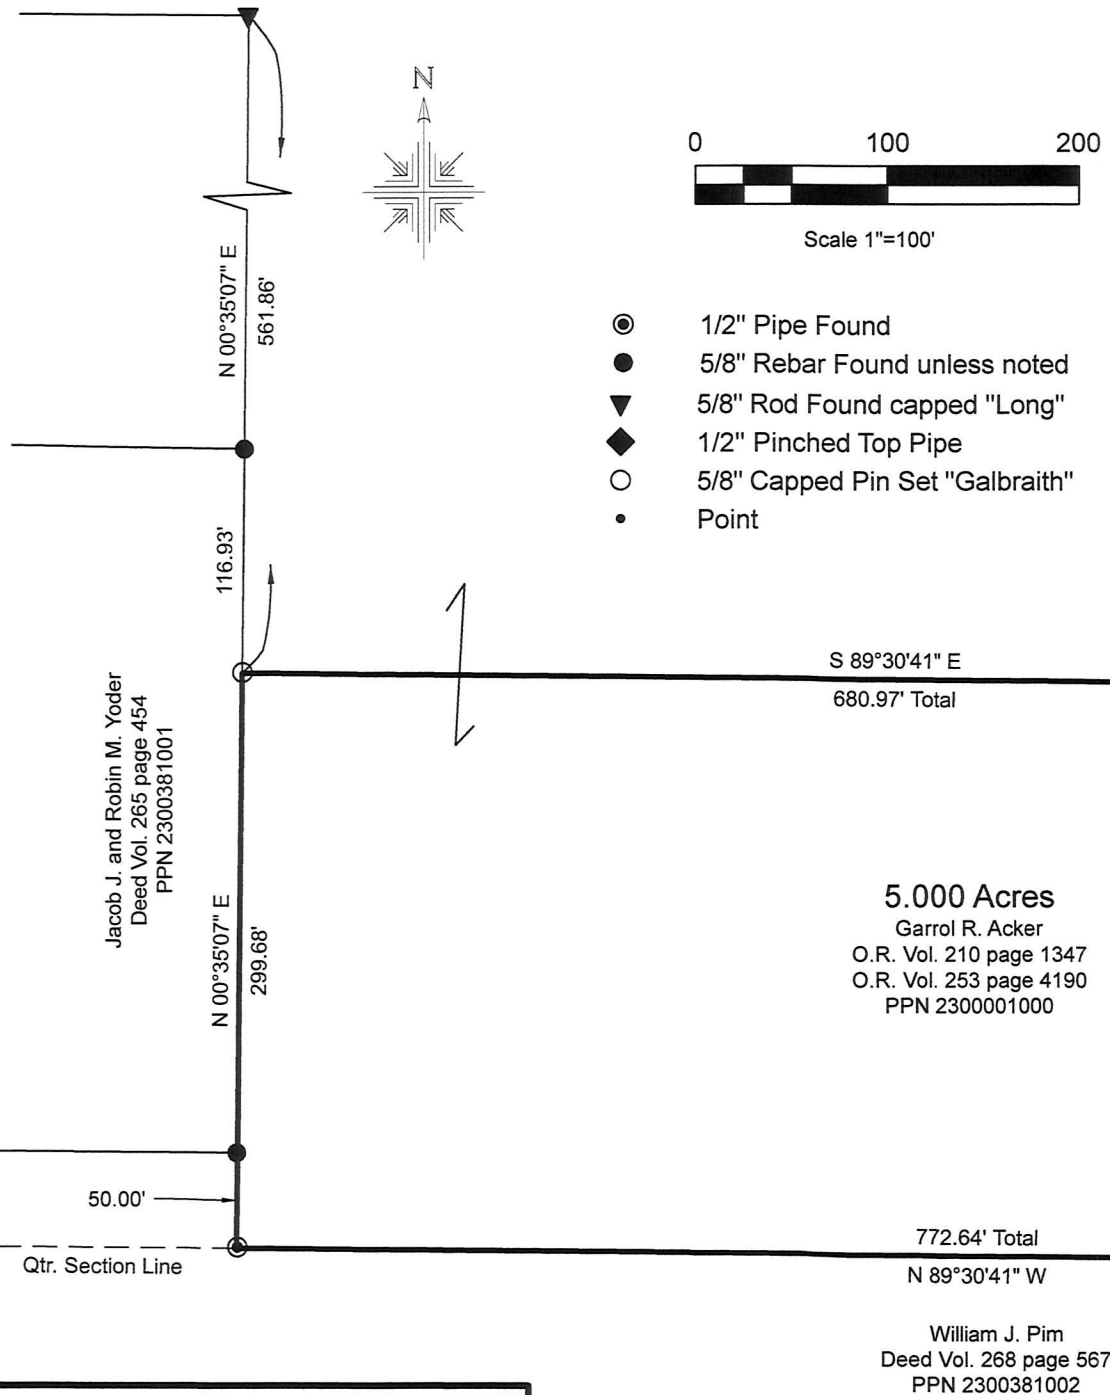 N
0 100 200
Scale 1"=100'
N 00°35'07" E
561.86'
1/2" Pipe Found
5/8" Rebar Found unless noted
5/8" Rod Found capped "Long"
1/2" Pinched Top Pipe
5/8" Capped Pin Set "Galbraith"
Point
116.93'
S 89°30'41" E
680.97' Total
Jacob J. and Robin M. Yoder
Deed Vol. 265 page 454
PPN 2300381001
N 00°35'07" E
299.68'
5.000 Acres
Garrol R. Acker
O.R. Vol. 210 page 1347
O.R. Vol. 253 page 4190
PPN 2300001000
50.00'
Qtr. Section Line
772.64' Total
N 89°30'41" W
William J. Pim
Deed Vol. 268 page 567
PPN 2300381002